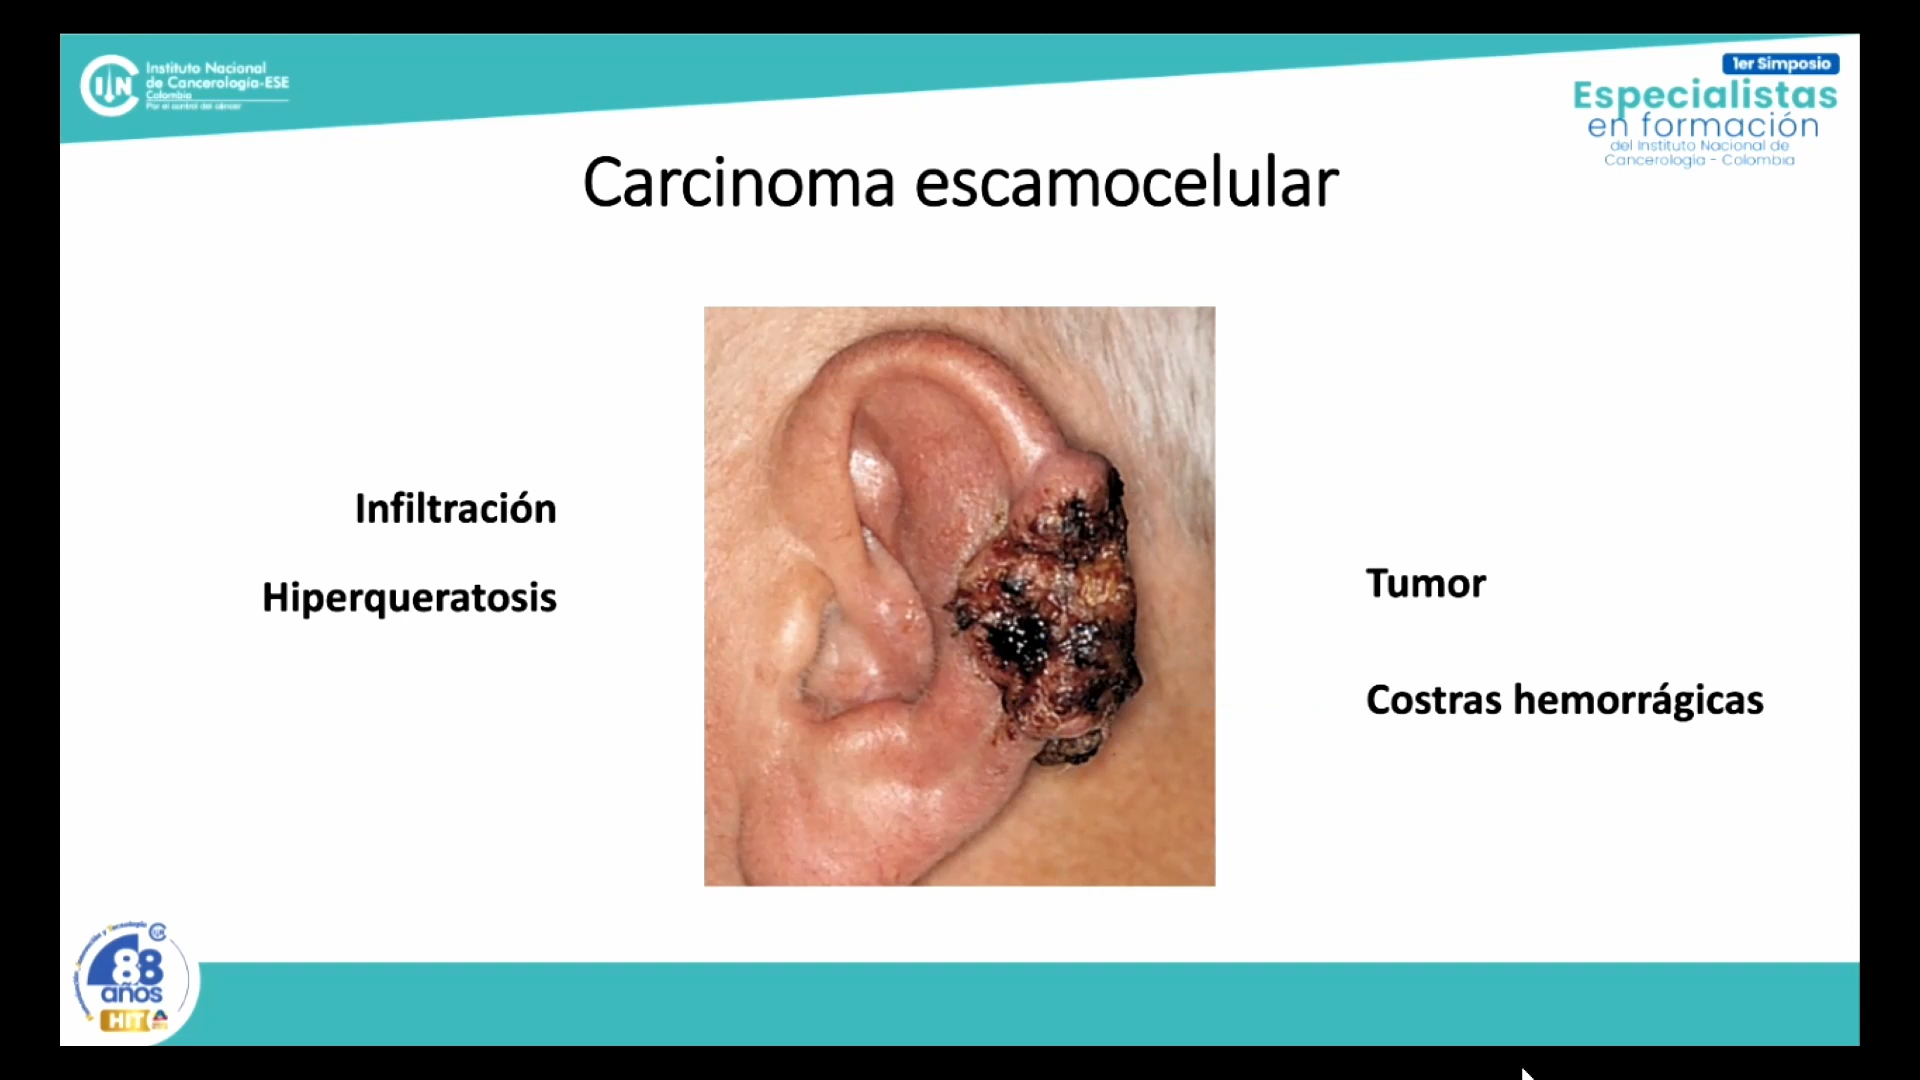 Instituto Nacional
de Cancerología-ESE
Colombia
Por el control del cáncer
1er Simposio
Especialistas
en formación
del Instituto Nacional de
Cancerología - Colombia
Carcinoma escamocelular
Infiltración
Hiperqueratosis
Tumor
Costras hemorrágicas
88
años
HIT